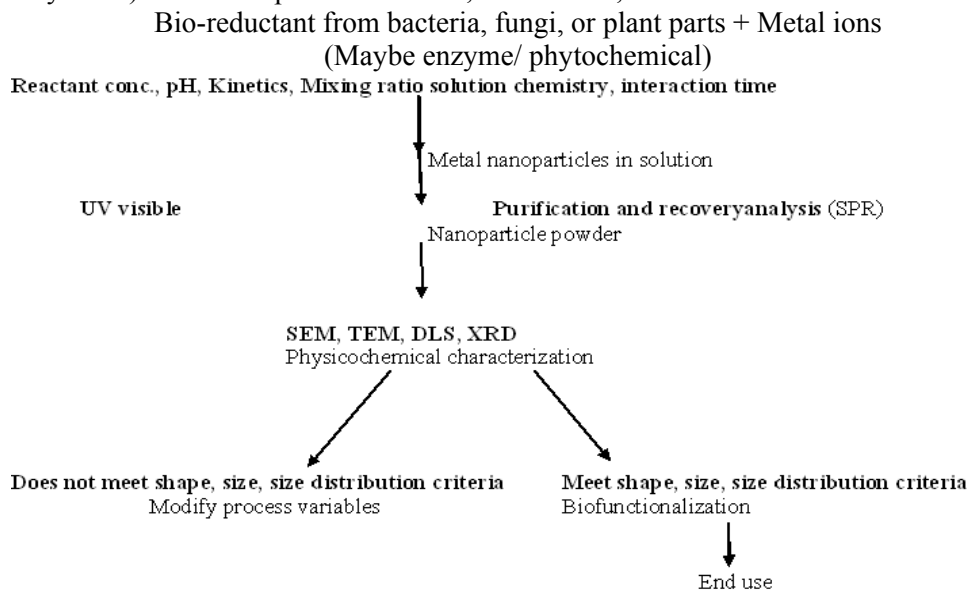 Bio-reductant from bacteria, fungi, or plant parts + Metal ions
(Maybe enzyme/ phytochemical)
Reactant conc., pH, Kinetics, Mixing ratio solution chemistry, interaction time
Metal nanoparticles in solution
UV visible Purification and recoveryanalysis (SPR)
Nanoparticle powder
SEM, TEM, DLS, XRD
Physicochemical characterization
Does not meet shape, size, size distribution criteria Meet shape, size, size distribution criteria
Modify process variables Biofunctionalization
End use